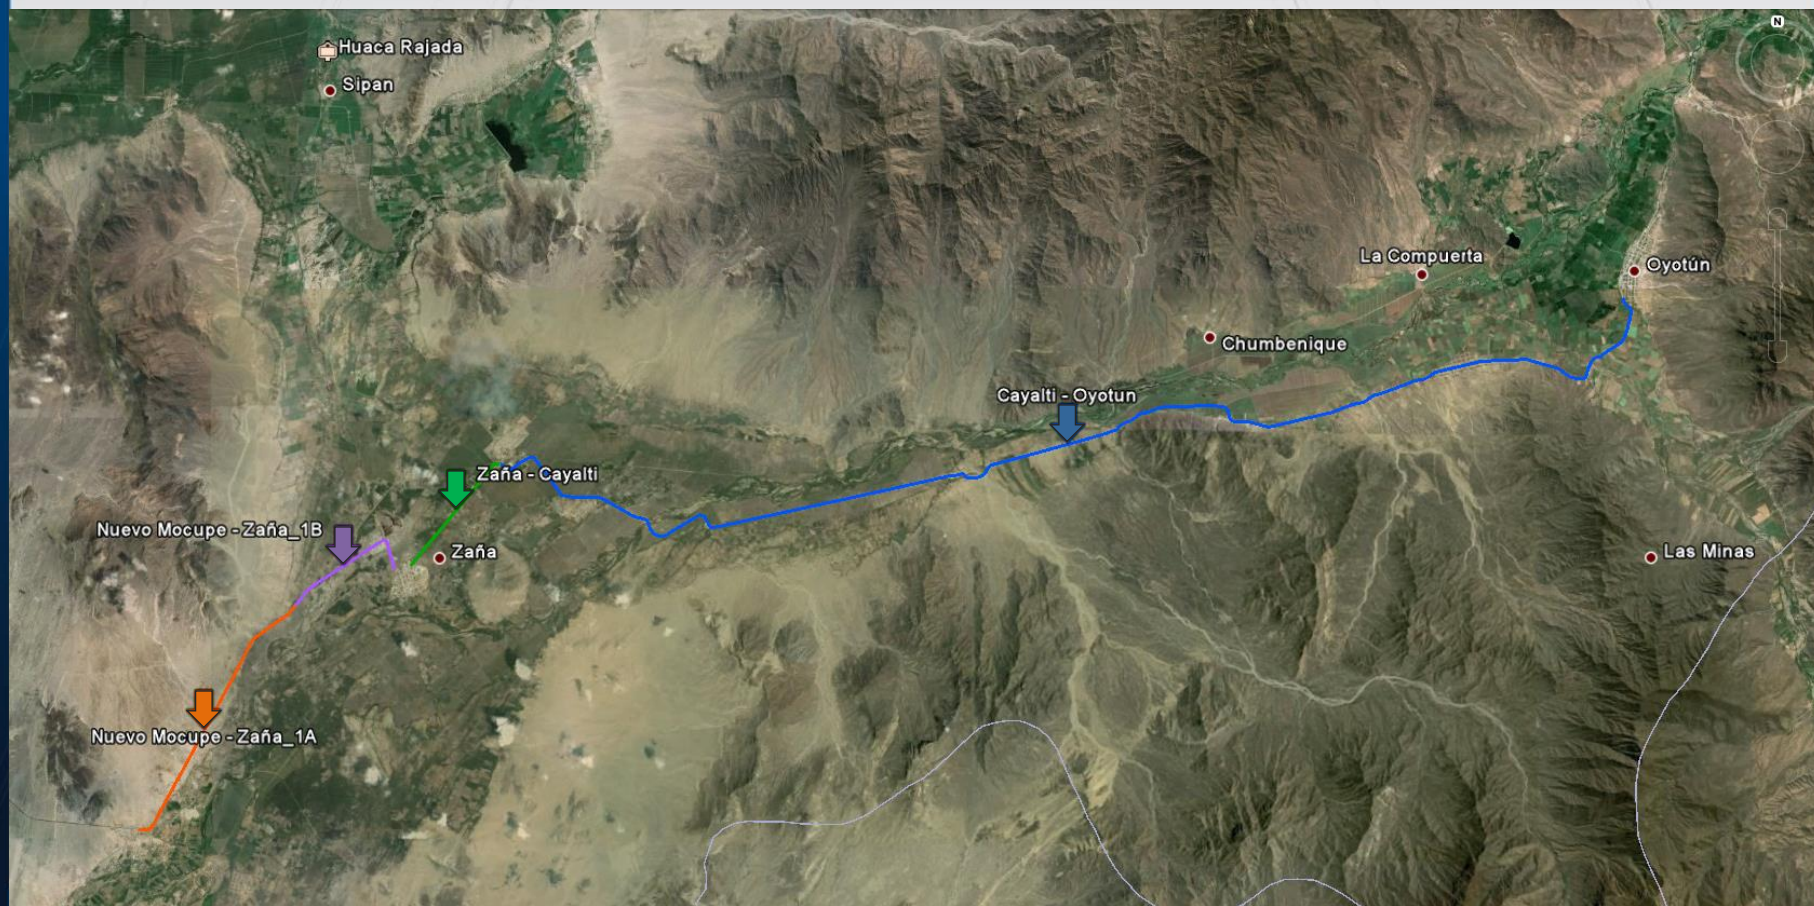 N
Huaca Rajada
Sipan
La Compuerta
Oyotún
Chumbenique
Cayalti - Oyotun
Zaña - Cayalti
Nuevo Mocupe - Zaña_1B
Zaña
Las Minas
Nuevo Mocupe - Zaña_1A